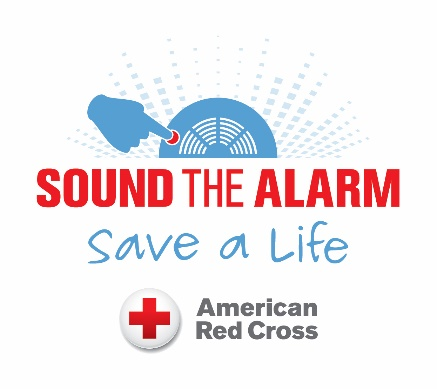 SOUND THE ALARM
Save a Life
American
Red Cross